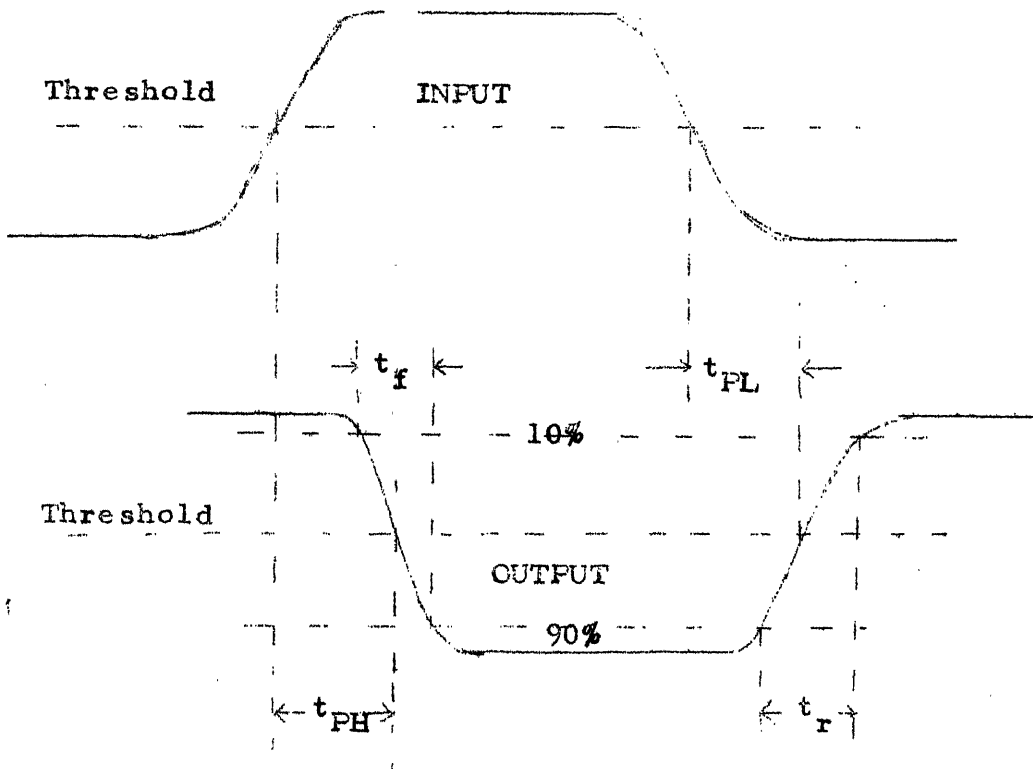 Threshold INPUT
t_f t_PL
10%
Threshold
OUTPUT
90%
t_PH t_r